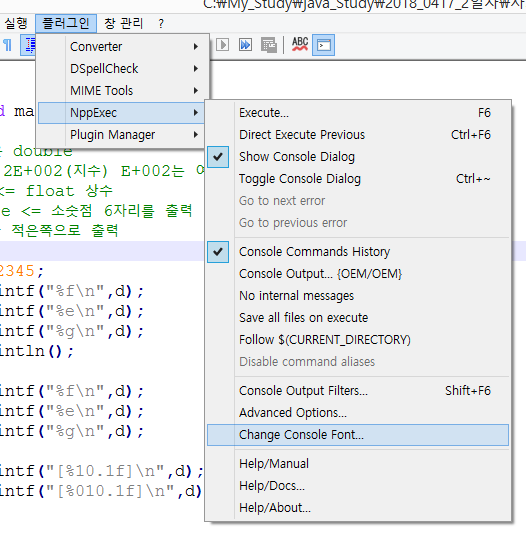 C:\My_Study\java_Study\2018_0417_2일차\자
실행 플러그인 창 관리 ?
ABC
Converter
DSpellCheck
MIME Tools
NppExec
Plugin Manager
Execute... F6
Direct Execute Previous Ctrl+F6
Show Console Dialog
Toggle Console Dialog Ctrl+~
Go to next error
Go to previous error
Console Commands History
Console Output... {OEM/OEM}
No internal messages
Save all files on execute
Follow $(CURRENT_DIRECTORY)
Disable command aliases
Console Output Filters... Shift+F6
Advanced Options...
Change Console Font...
Help/Manual
Help/Docs...
Help/About...
d ma
double
2E+002(지수) E+002는
<= float 상수
e <= 소숫점 6자리를 출력
적은쪽으로 출력
2345;
intf("%f\n",d);
intf("%e\n",d);
intf("%g\n",d);
intln();
intf("%f\n",d);
intf("%e\n",d);
intf("%g\n",d);
intf("[%10.1f]\n",d);
intf("[%010.1f]\n",d)